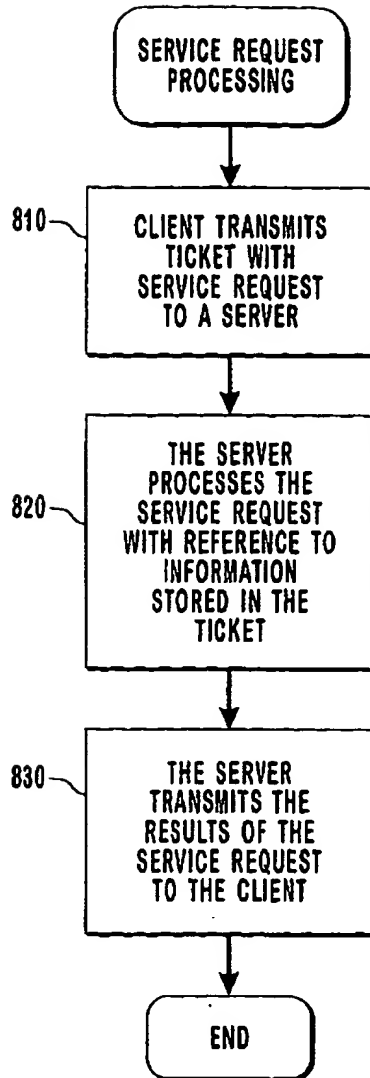 SERVICE REQUEST
PROCESSING
810
CLIENT TRANSMITS
TICKET WITH
SERVICE REQUEST
TO A SERVER
820
THE SERVER
PROCESSES THE
SERVICE REQUEST
WITH REFERENCE TO
INFORMATION
STORED IN THE
TICKET
830
THE SERVER
TRANSMITS THE
RESULTS OF THE
SERVICE REQUEST
TO THE CLIENT
END